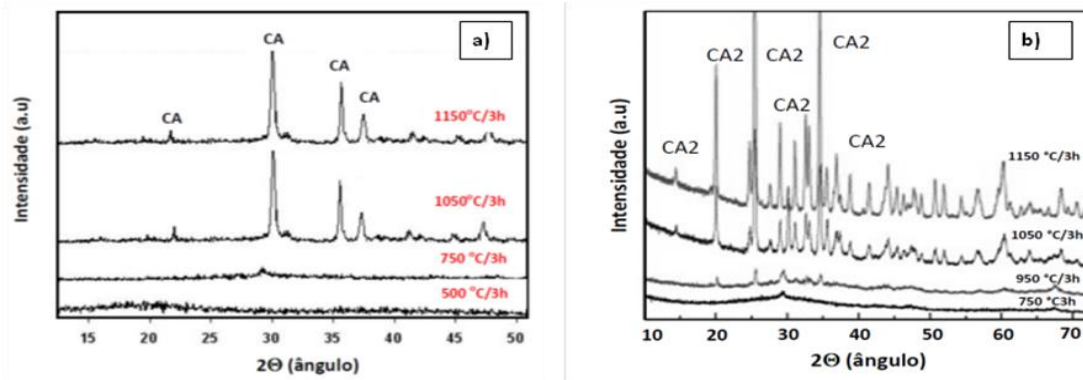 a)
CA
CA
CA
CA
1150°C/3h
1050°C/3h
750 °C/3h
500 °C/3h
Intensidade (a.u)
15 20 25 30 35 40 45 50
2Θ (ângulo)
b)
CA2
CA2
CA2
CA2
CA2
CA2
1150 °C/3h
1050 °C/3h
950 °C/3h
750 °C3h
Intensidade (a.u)
10 20 30 40 50 60 70
2Θ (ângulo)